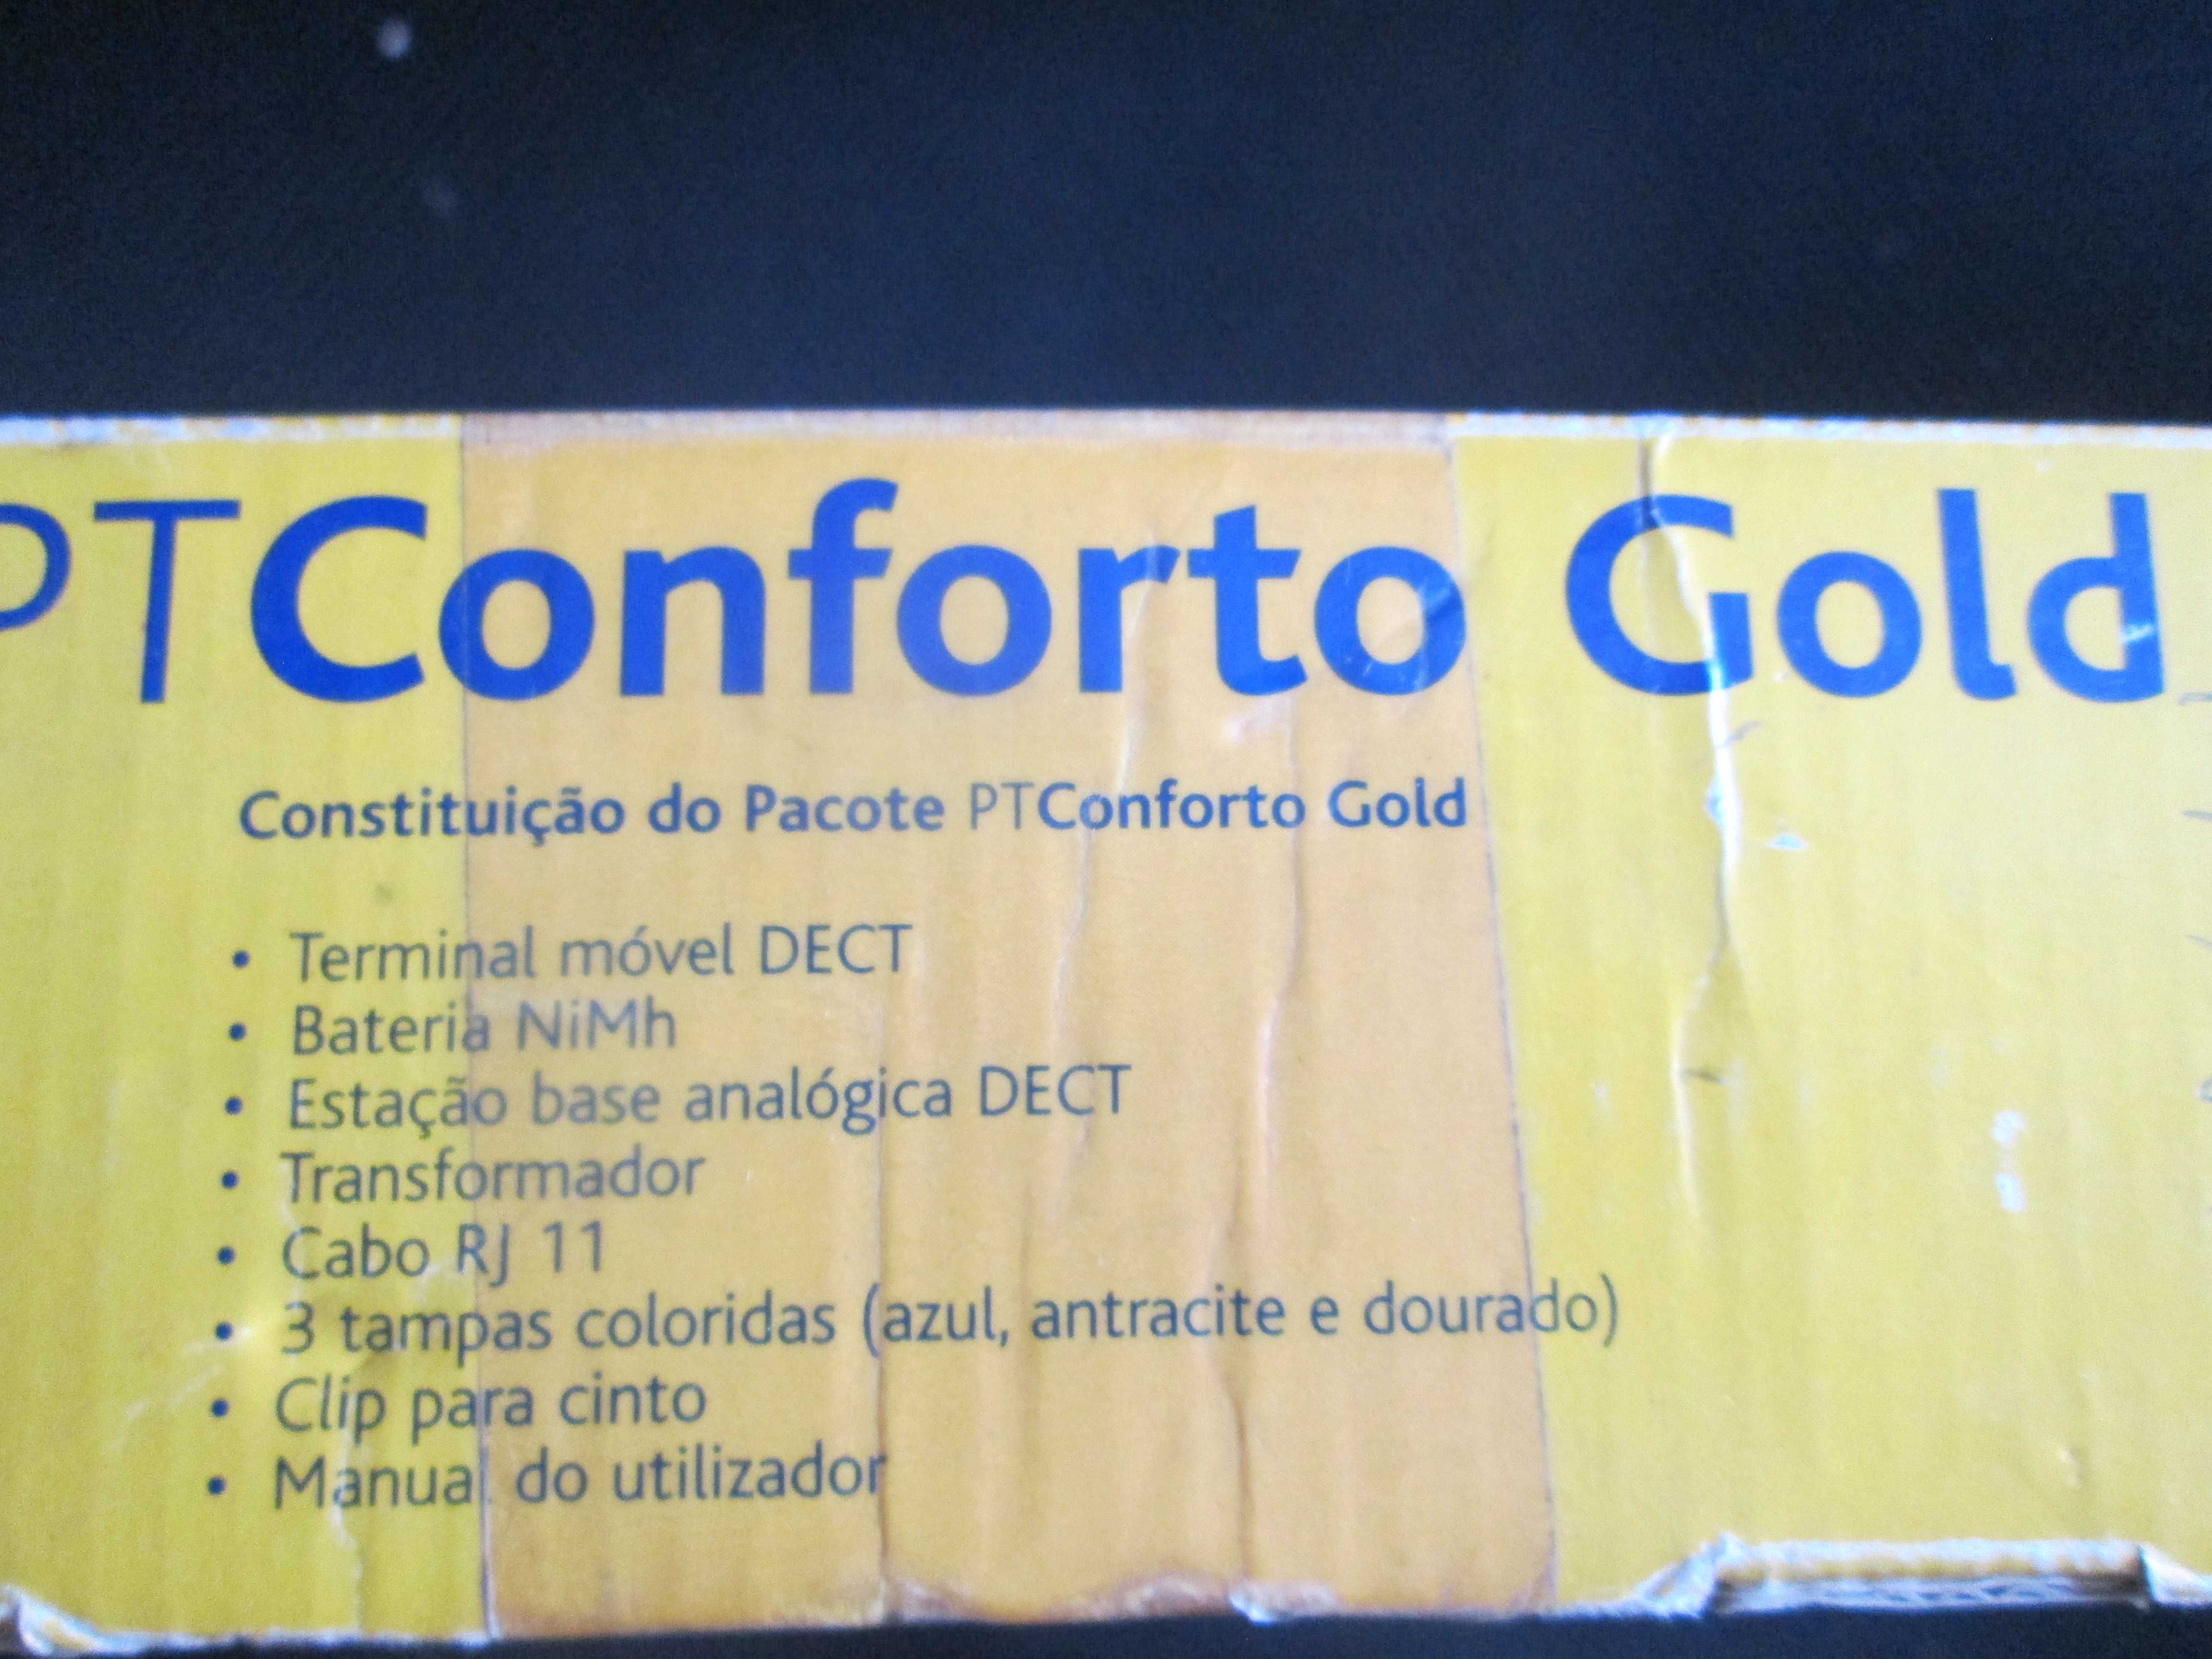 PTConforto Gold
Constituição do Pacote PTConforto Gold
• Terminal móvel DECT
• Bateria NiMh
• Estação base analógica DECT
• Transformador
• Cabo RJ 11
• 3 tampas coloridas (azul, antracite e dourado)
• Clip para cinto
• Manual do utilizador